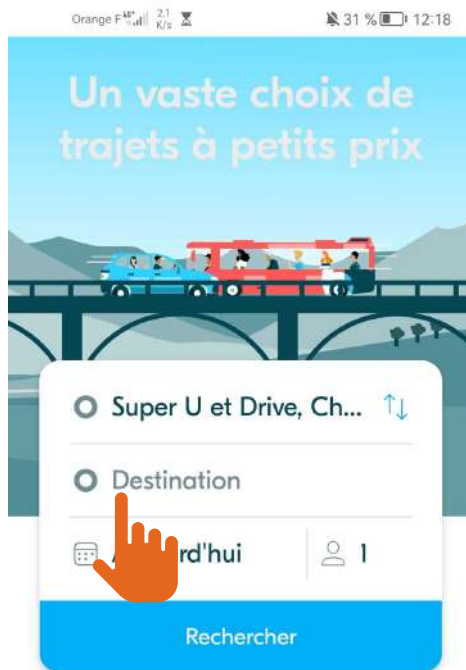 Orange F 2,1 K/s 31 % 12:18
Un vaste choix de
trajets à petits prix
Super U et Drive, Ch...
Destination
rd'hui 1
Rechercher